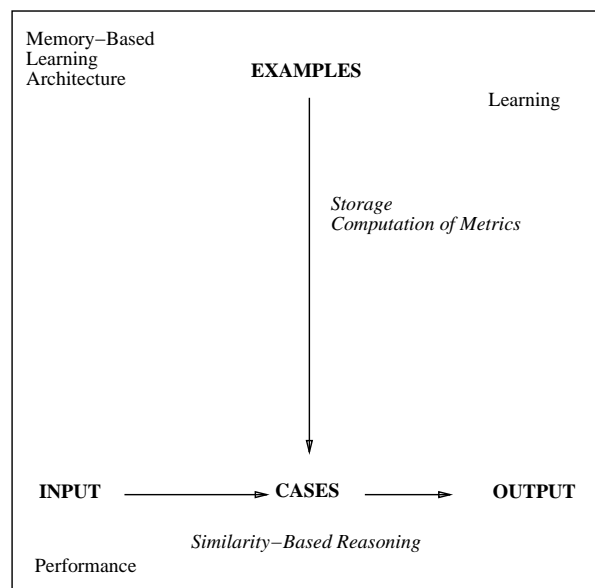 Memory−Based
Learning
Architecture
EXAMPLES
Learning
Storage
Computation of Metrics
INPUT
CASES
OUTPUT
Similarity−Based Reasoning
Performance